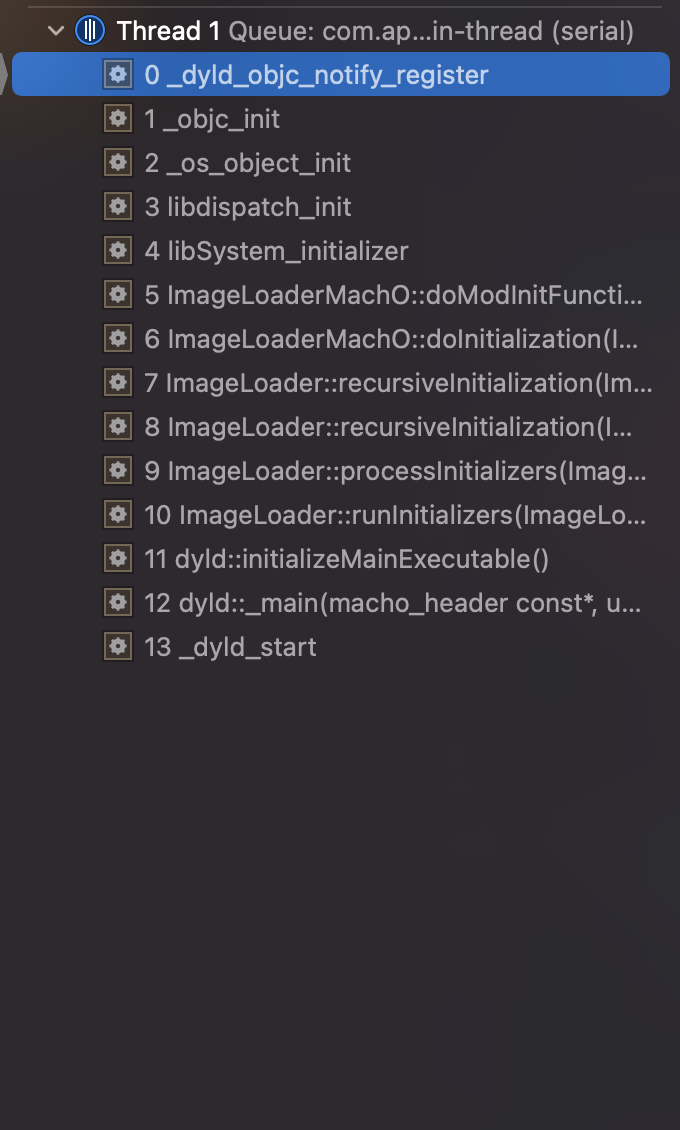 Thread 1 Queue: com.ap...in-thread (serial)
0 _dyld_objc_notify_register
1 _objc_init
2 _os_object_init
3 libdispatch_init
4 libSystem_initializer
5 ImageLoaderMachO::doModInitFuncti...
6 ImageLoaderMachO::doInitialization(I...
7 ImageLoader::recursiveInitialization(Im...
8 ImageLoader::recursiveInitialization(I...
9 ImageLoader::processInitializers(Imag...
10 ImageLoader::runInitializers(ImageLo...
11 dyld::initializeMainExecutable()
12 dyld::_main(macho_header const*, u...
13 _dyld_start